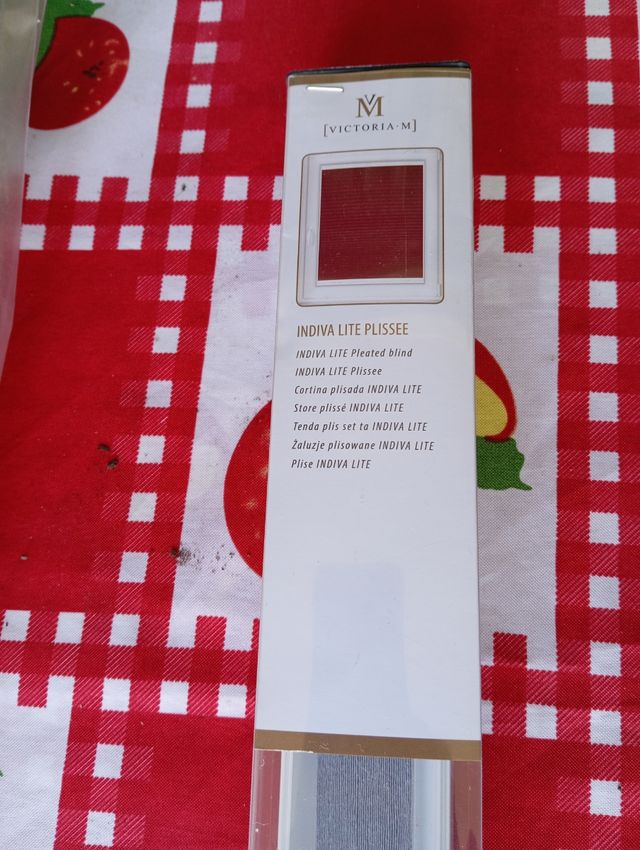 VM
[VICTORIA·M]
INDIVA LITE PLISSEE
INDIVA LITE Pleated blind
INDIVA LITE Plissee
Cortina plisada INDIVA LITE
Store plissé INDIVA LITE
Tenda plis set ta INDIVA LITE
Żaluzje plisowane INDIVA LITE
Plise INDIVA LITE